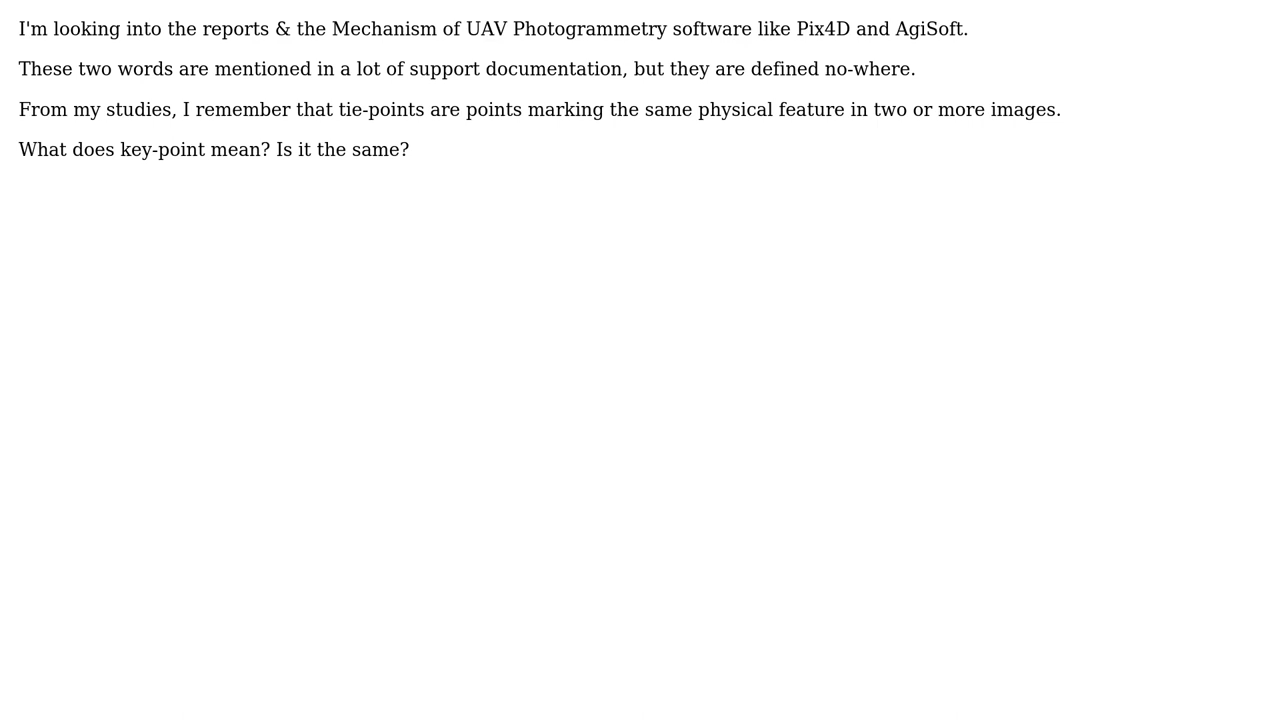 I'm looking into the reports & the Mechanism of UAV Photogrammetry software like Pix4D and AgiSoft.
These two words are mentioned in a lot of support documentation, but they are defined no-where.
From my studies, I remember that tie-points are points marking the same physical feature in two or more images.
What does key-point mean? Is it the same?